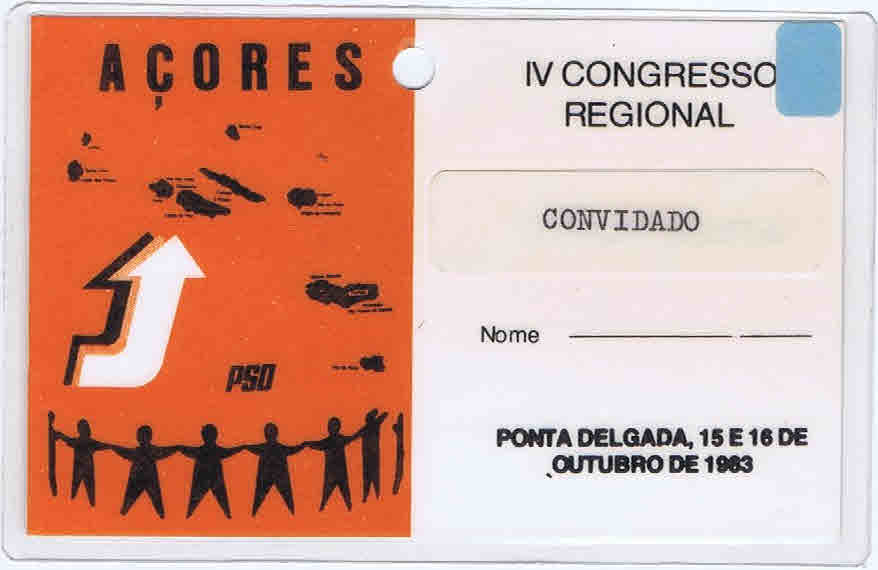 AÇORES
PSD
IV CONGRESSO
REGIONAL
CONVIDADO
Nome
PONTA DELGADA, 15 E 16 DE
OUTUBRO DE 1983